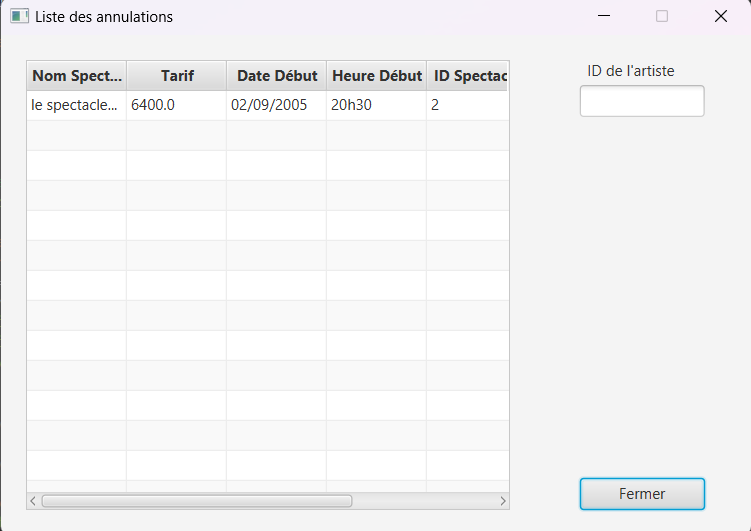 Liste des annulations
Nom Spect... Tarif Date Début Heure Début ID Spectac
le spectacle... 6400.0 02/09/2005 20h30 2
ID de l'artiste
Fermer